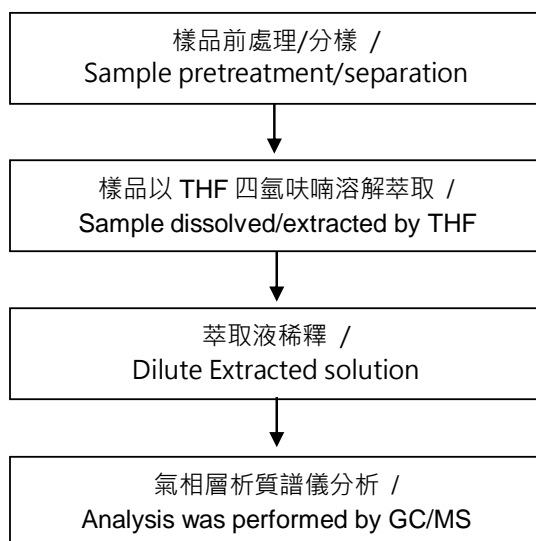 樣品前處理/分樣 /
Sample pretreatment/separation
樣品以 THF 四氫呋喃溶解萃取 /
Sample dissolved/extracted by THF
萃取液稀釋 /
Dilute Extracted solution
氣相層析質譜儀分析 /
Analysis was performed by GC/MS